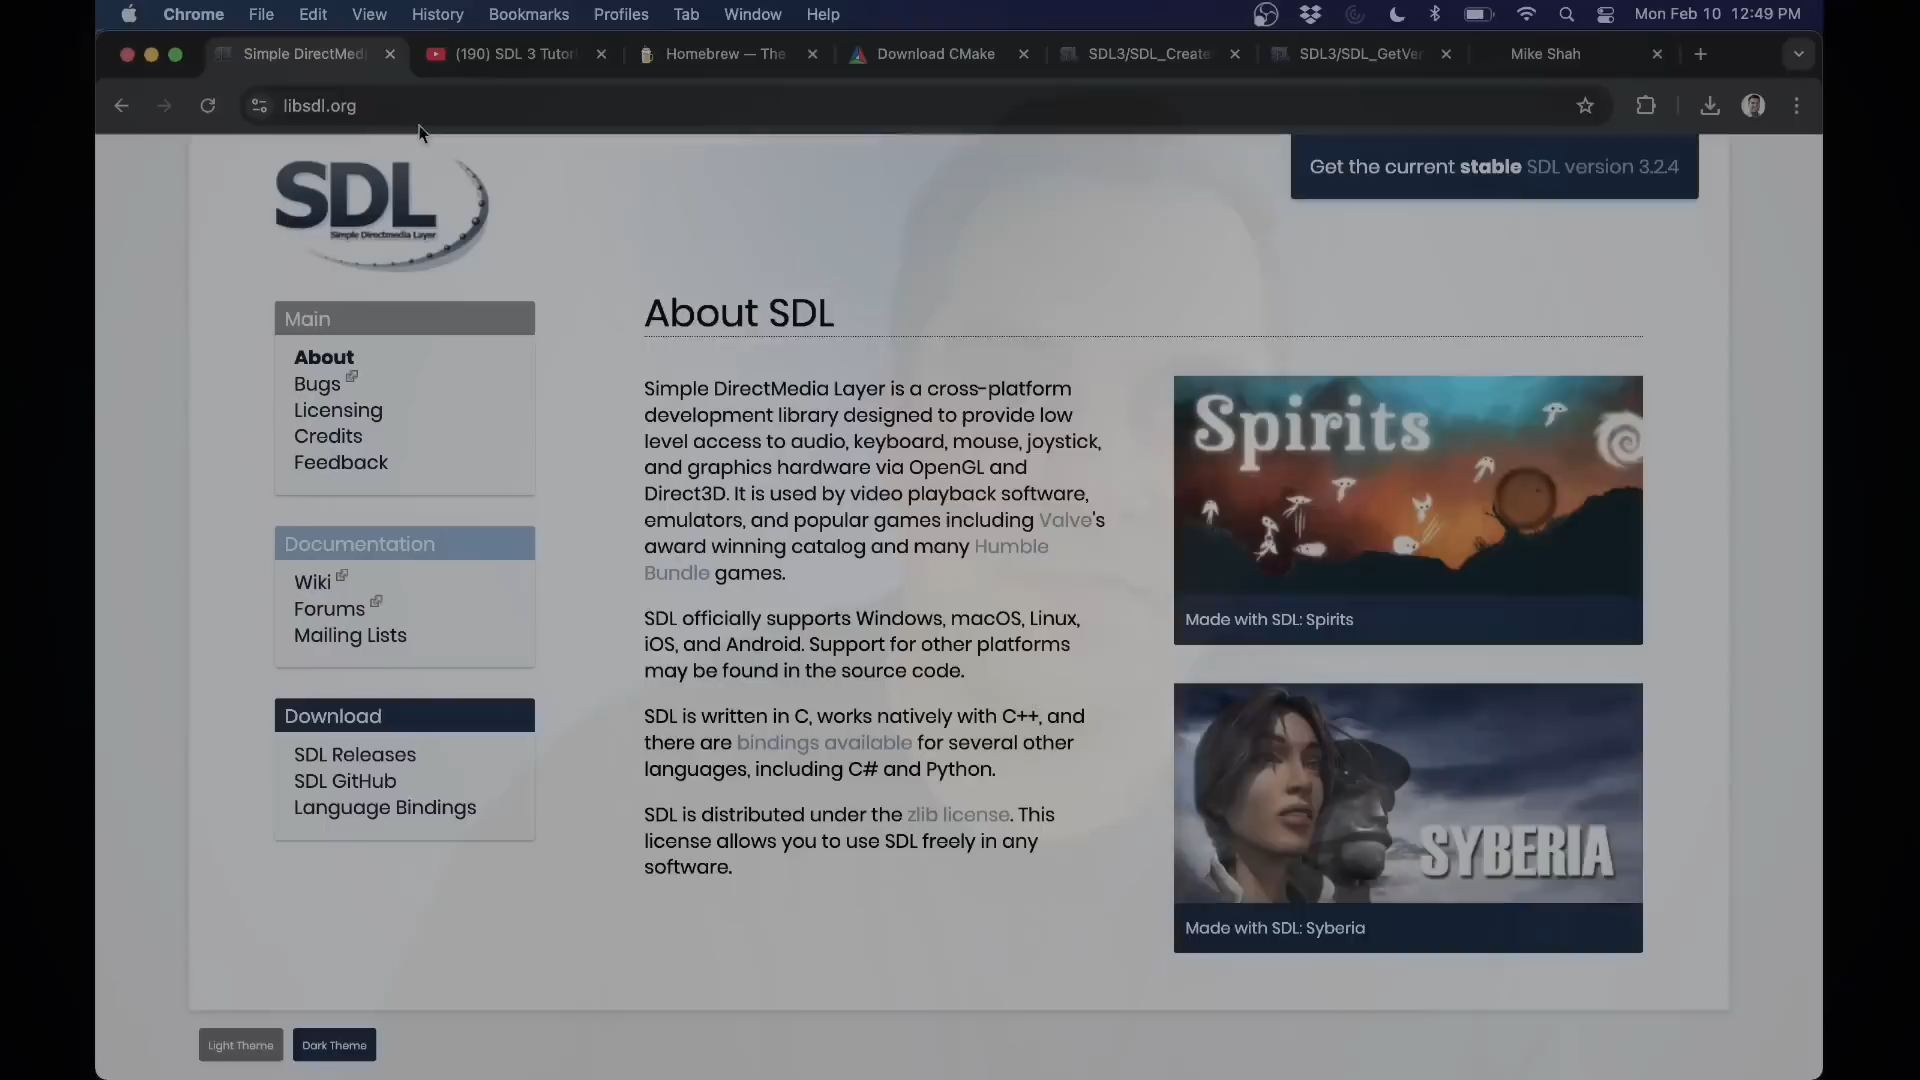 Chrome File Edit View History Bookmarks Profiles Tab Window Help Mon Feb 10 12:49 PM
Simple DirectMed (190) SDL 3 Tutor Homebrew — The Download CMake SDL3/SDL_Create SDL3/SDL_GetVer Mike Shah
libsdl.org
SDL
Simple Directmedia Layer
Get the current stable SDL version 3.2.4
Main
About
Bugs
Licensing
Credits
Feedback
Documentation
Wiki
Forums
Mailing Lists
Download
SDL Releases
SDL GitHub
Language Bindings
About SDL
Simple DirectMedia Layer is a cross-platform
development library designed to provide low
level access to audio, keyboard, mouse, joystick,
and graphics hardware via OpenGL and
Direct3D. It is used by video playback software,
emulators, and popular games including Valve's
award winning catalog and many Humble
Bundle games.
SDL officially supports Windows, macOS, Linux,
iOS, and Android. Support for other platforms
may be found in the source code.
SDL is written in C, works natively with C++, and
there are bindings available for several other
languages, including C# and Python.
SDL is distributed under the zlib license. This
license allows you to use SDL freely in any
software.
Spirits
Made with SDL: Spirits
SYBERIA
Made with SDL: Syberia
Light Theme Dark Theme